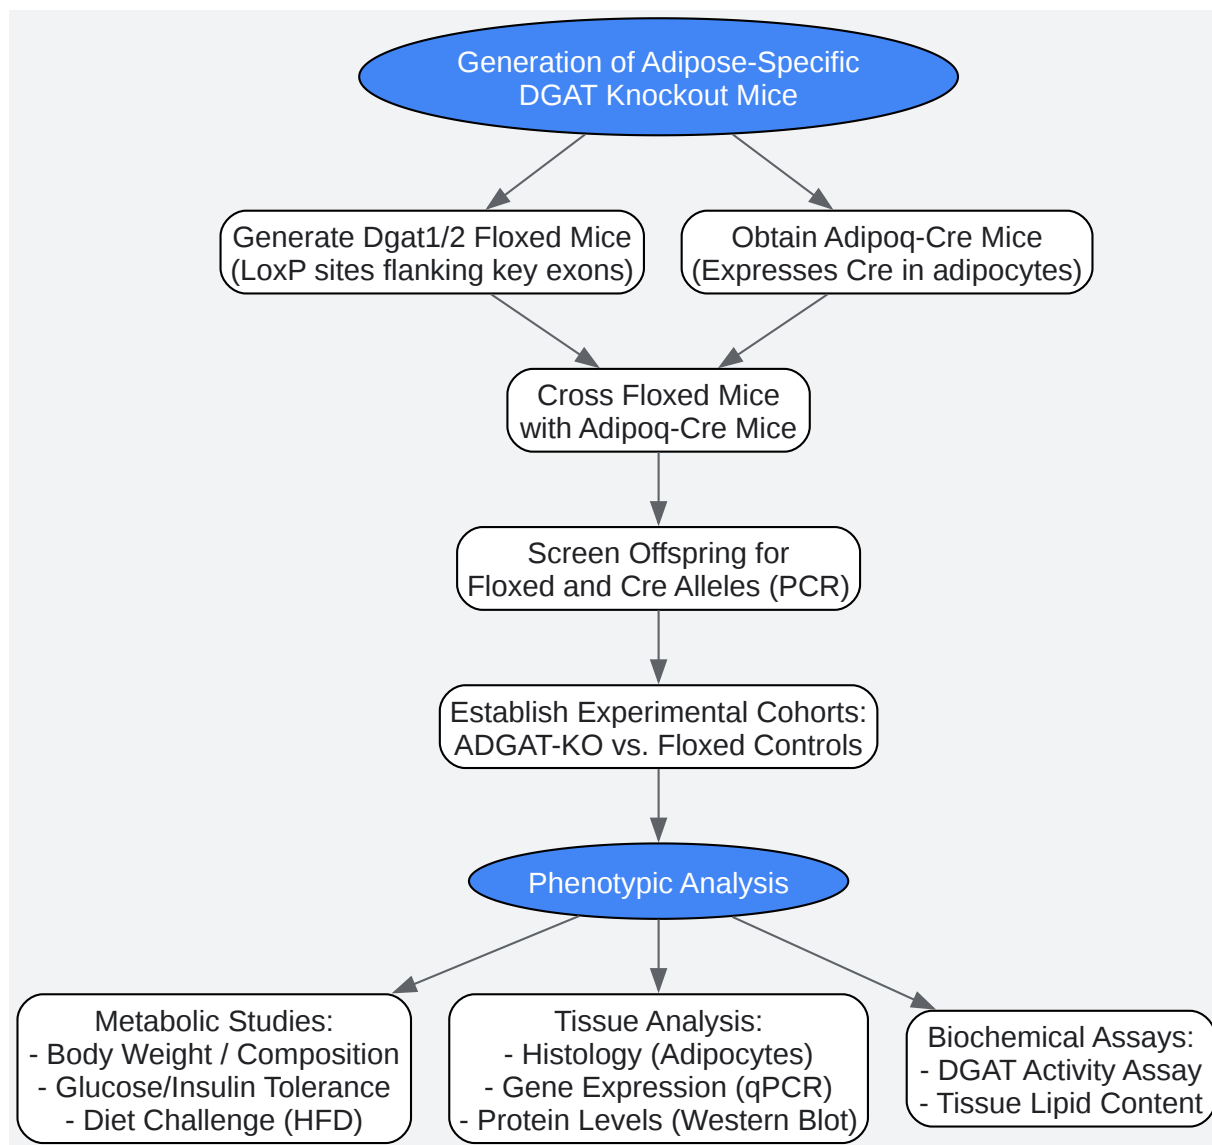 Generation of Adipose-Specific
DGAT Knockout Mice
Generate Dgat1/2 Floxed Mice
(LoxP sites flanking key exons)
Obtain Adipoq-Cre Mice
(Expresses Cre in adipocytes)
Cross Floxed Mice
with Adipoq-Cre Mice
Screen Offspring for
Floxed and Cre Alleles (PCR)
Establish Experimental Cohorts:
ADGAT-KO vs. Floxed Controls
Phenotypic Analysis
Metabolic Studies:
- Body Weight / Composition
- Glucose/Insulin Tolerance
- Diet Challenge (HFD)
Tissue Analysis:
- Histology (Adipocytes)
- Gene Expression (qPCR)
- Protein Levels (Western Blot)
Biochemical Assays:
- DGAT Activity Assay
- Tissue Lipid Content